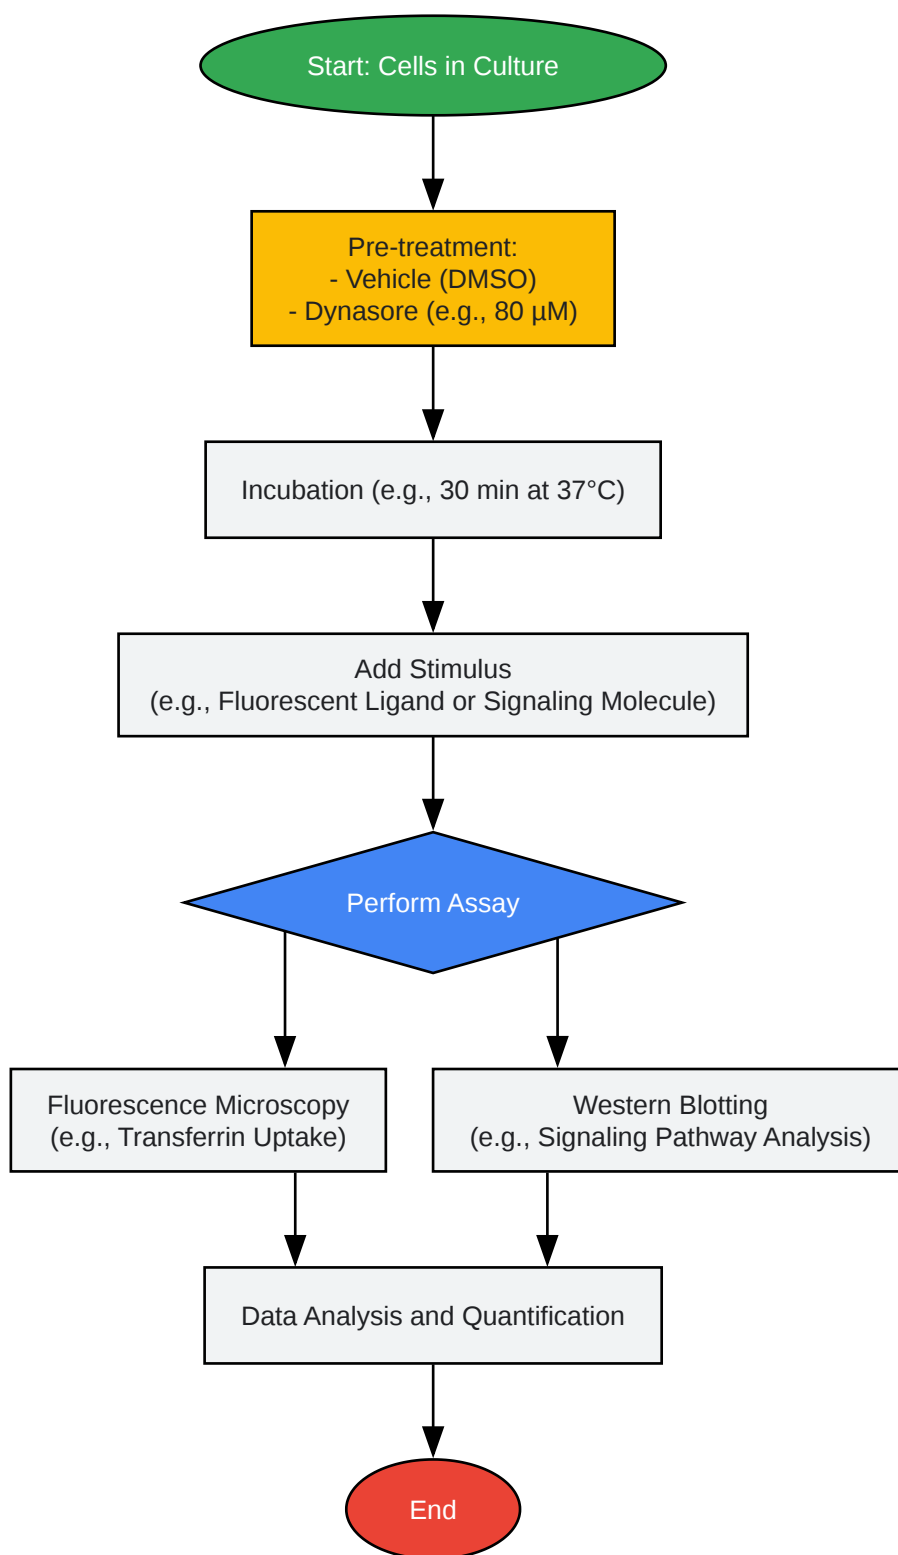 Start: Cells in Culture
Pre-treatment:
- Vehicle (DMSO)
- Dynasore (e.g., 80 µM)
Incubation (e.g., 30 min at 37°C)
Add Stimulus
(e.g., Fluorescent Ligand or Signaling Molecule)
Perform Assay
Fluorescence Microscopy
(e.g., Transferrin Uptake)
Western Blotting
(e.g., Signaling Pathway Analysis)
Data Analysis and Quantification
End